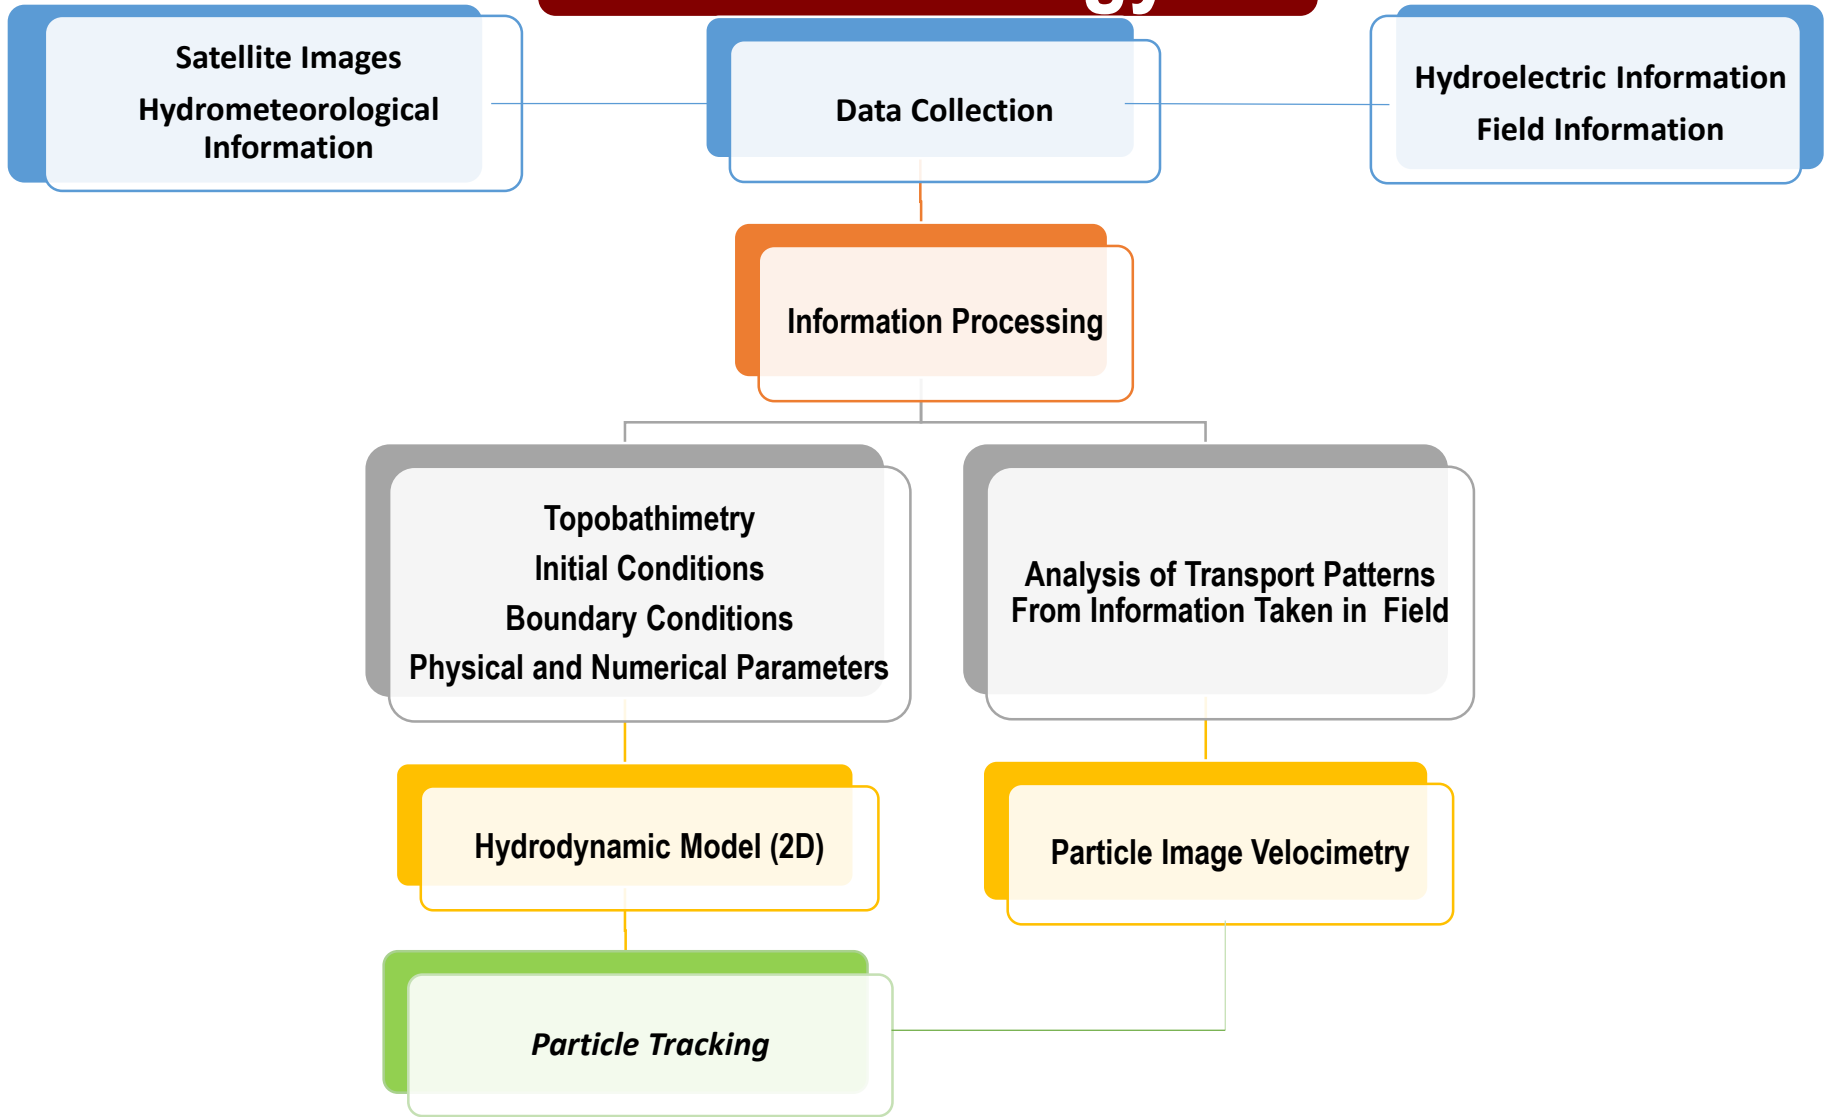 Satellite Images
Hydrometeorological
Information
Data Collection
Hydroelectric Information
Field Information
Information Processing
Topobathimetry
Initial Conditions
Boundary Conditions
Physical and Numerical Parameters
Analysis of Transport Patterns
From Information Taken in Field
Hydrodynamic Model (2D)
Particle Image Velocimetry
Particle Tracking